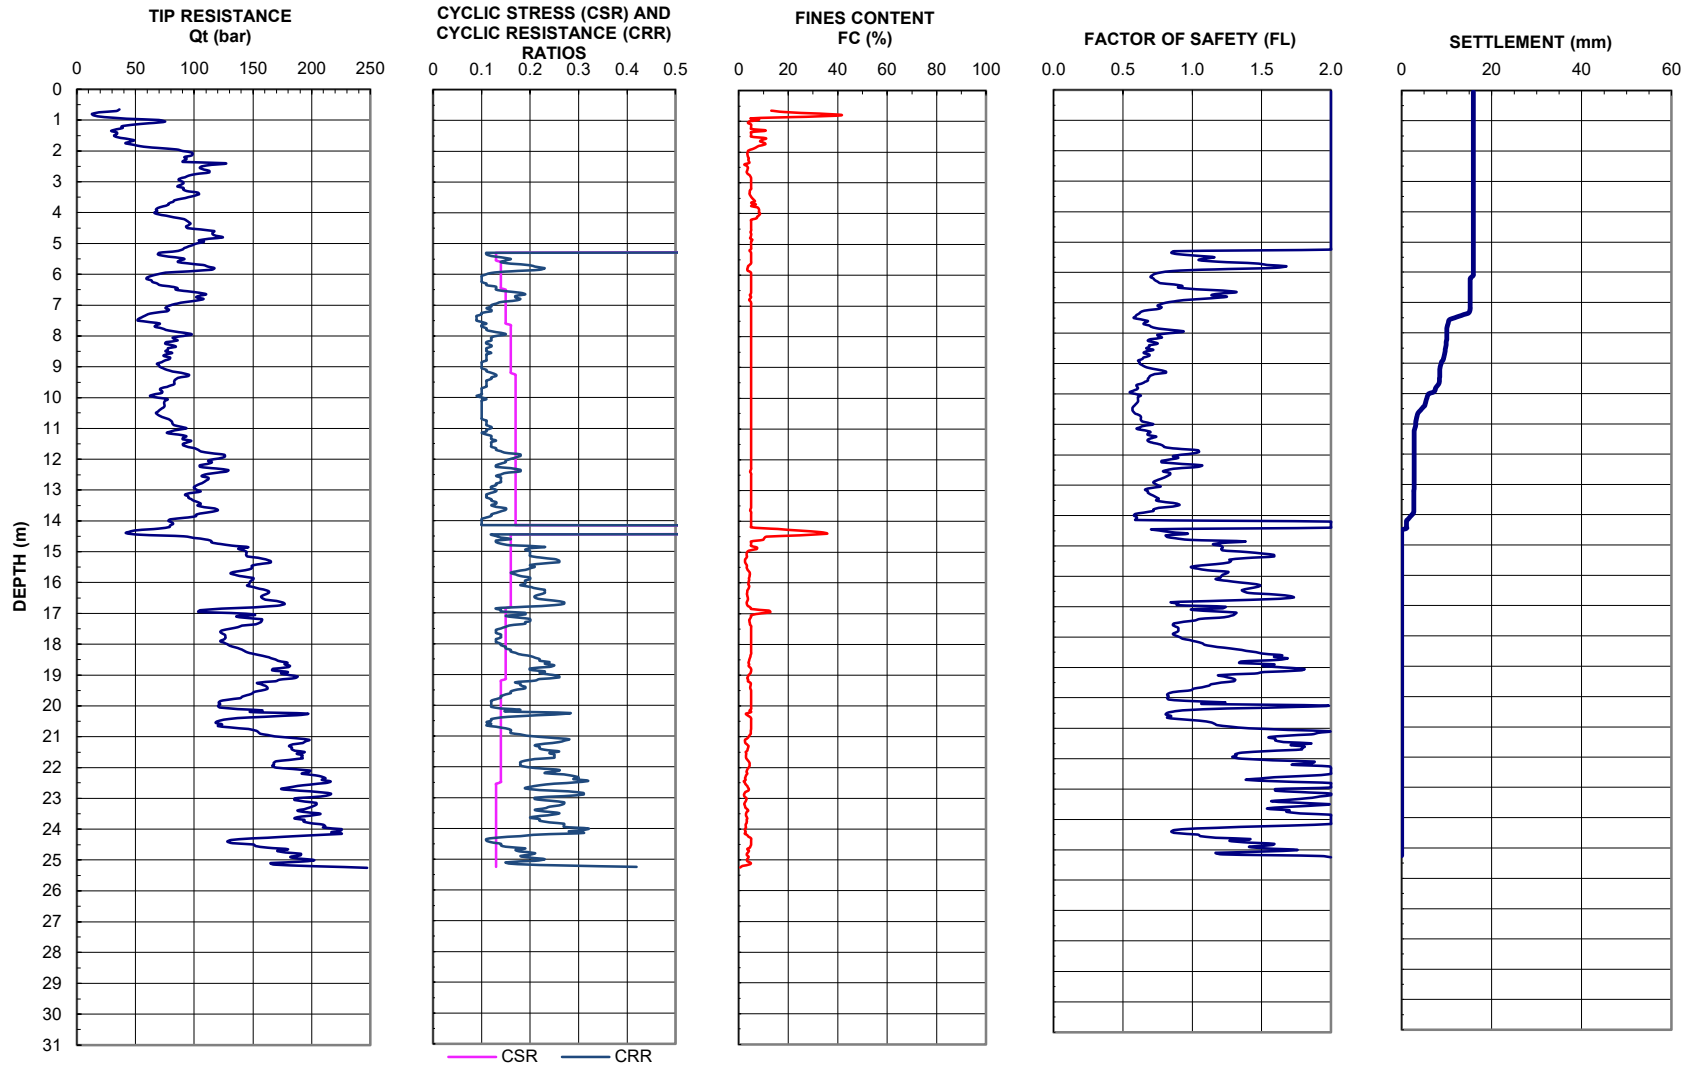 TIP RESISTANCE
Qt (bar)
0 50 100 150 200 250
CYCLIC STRESS (CSR) AND
CYCLIC RESISTANCE (CRR)
RATIOS
0 0.1 0.2 0.3 0.4 0.5
FINES CONTENT
FC (%)
0 20 40 60 80 100
FACTOR OF SAFETY (FL)
0.0 0.5 1.0 1.5 2.0
SETTLEMENT (mm)
0 20 40 60
DEPTH (m)
0
1
2
3
4
5
6
7
8
9
10
11
12
13
14
15
16
17
18
19
20
21
22
23
24
25
26
27
28
29
30
31
CSR CRR